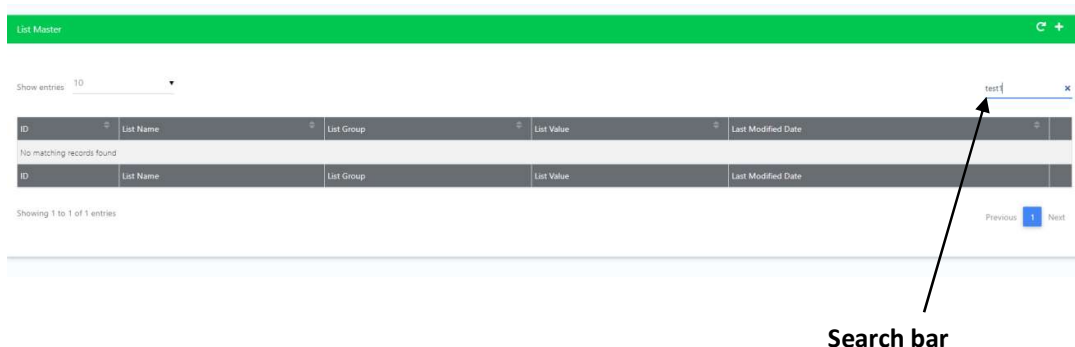 List Master
Show entries 10
test1
ID List Name List Group List Value Last Modified Date
No matching records found
ID List Name List Group List Value Last Modified Date
Showing 1 to 1 of 1 entries
Previous 1 Next
Search bar